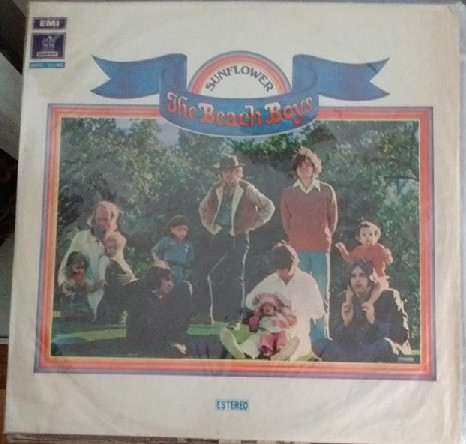 EMI
SUNFLOWER
The Beach Boys
ESTEREO